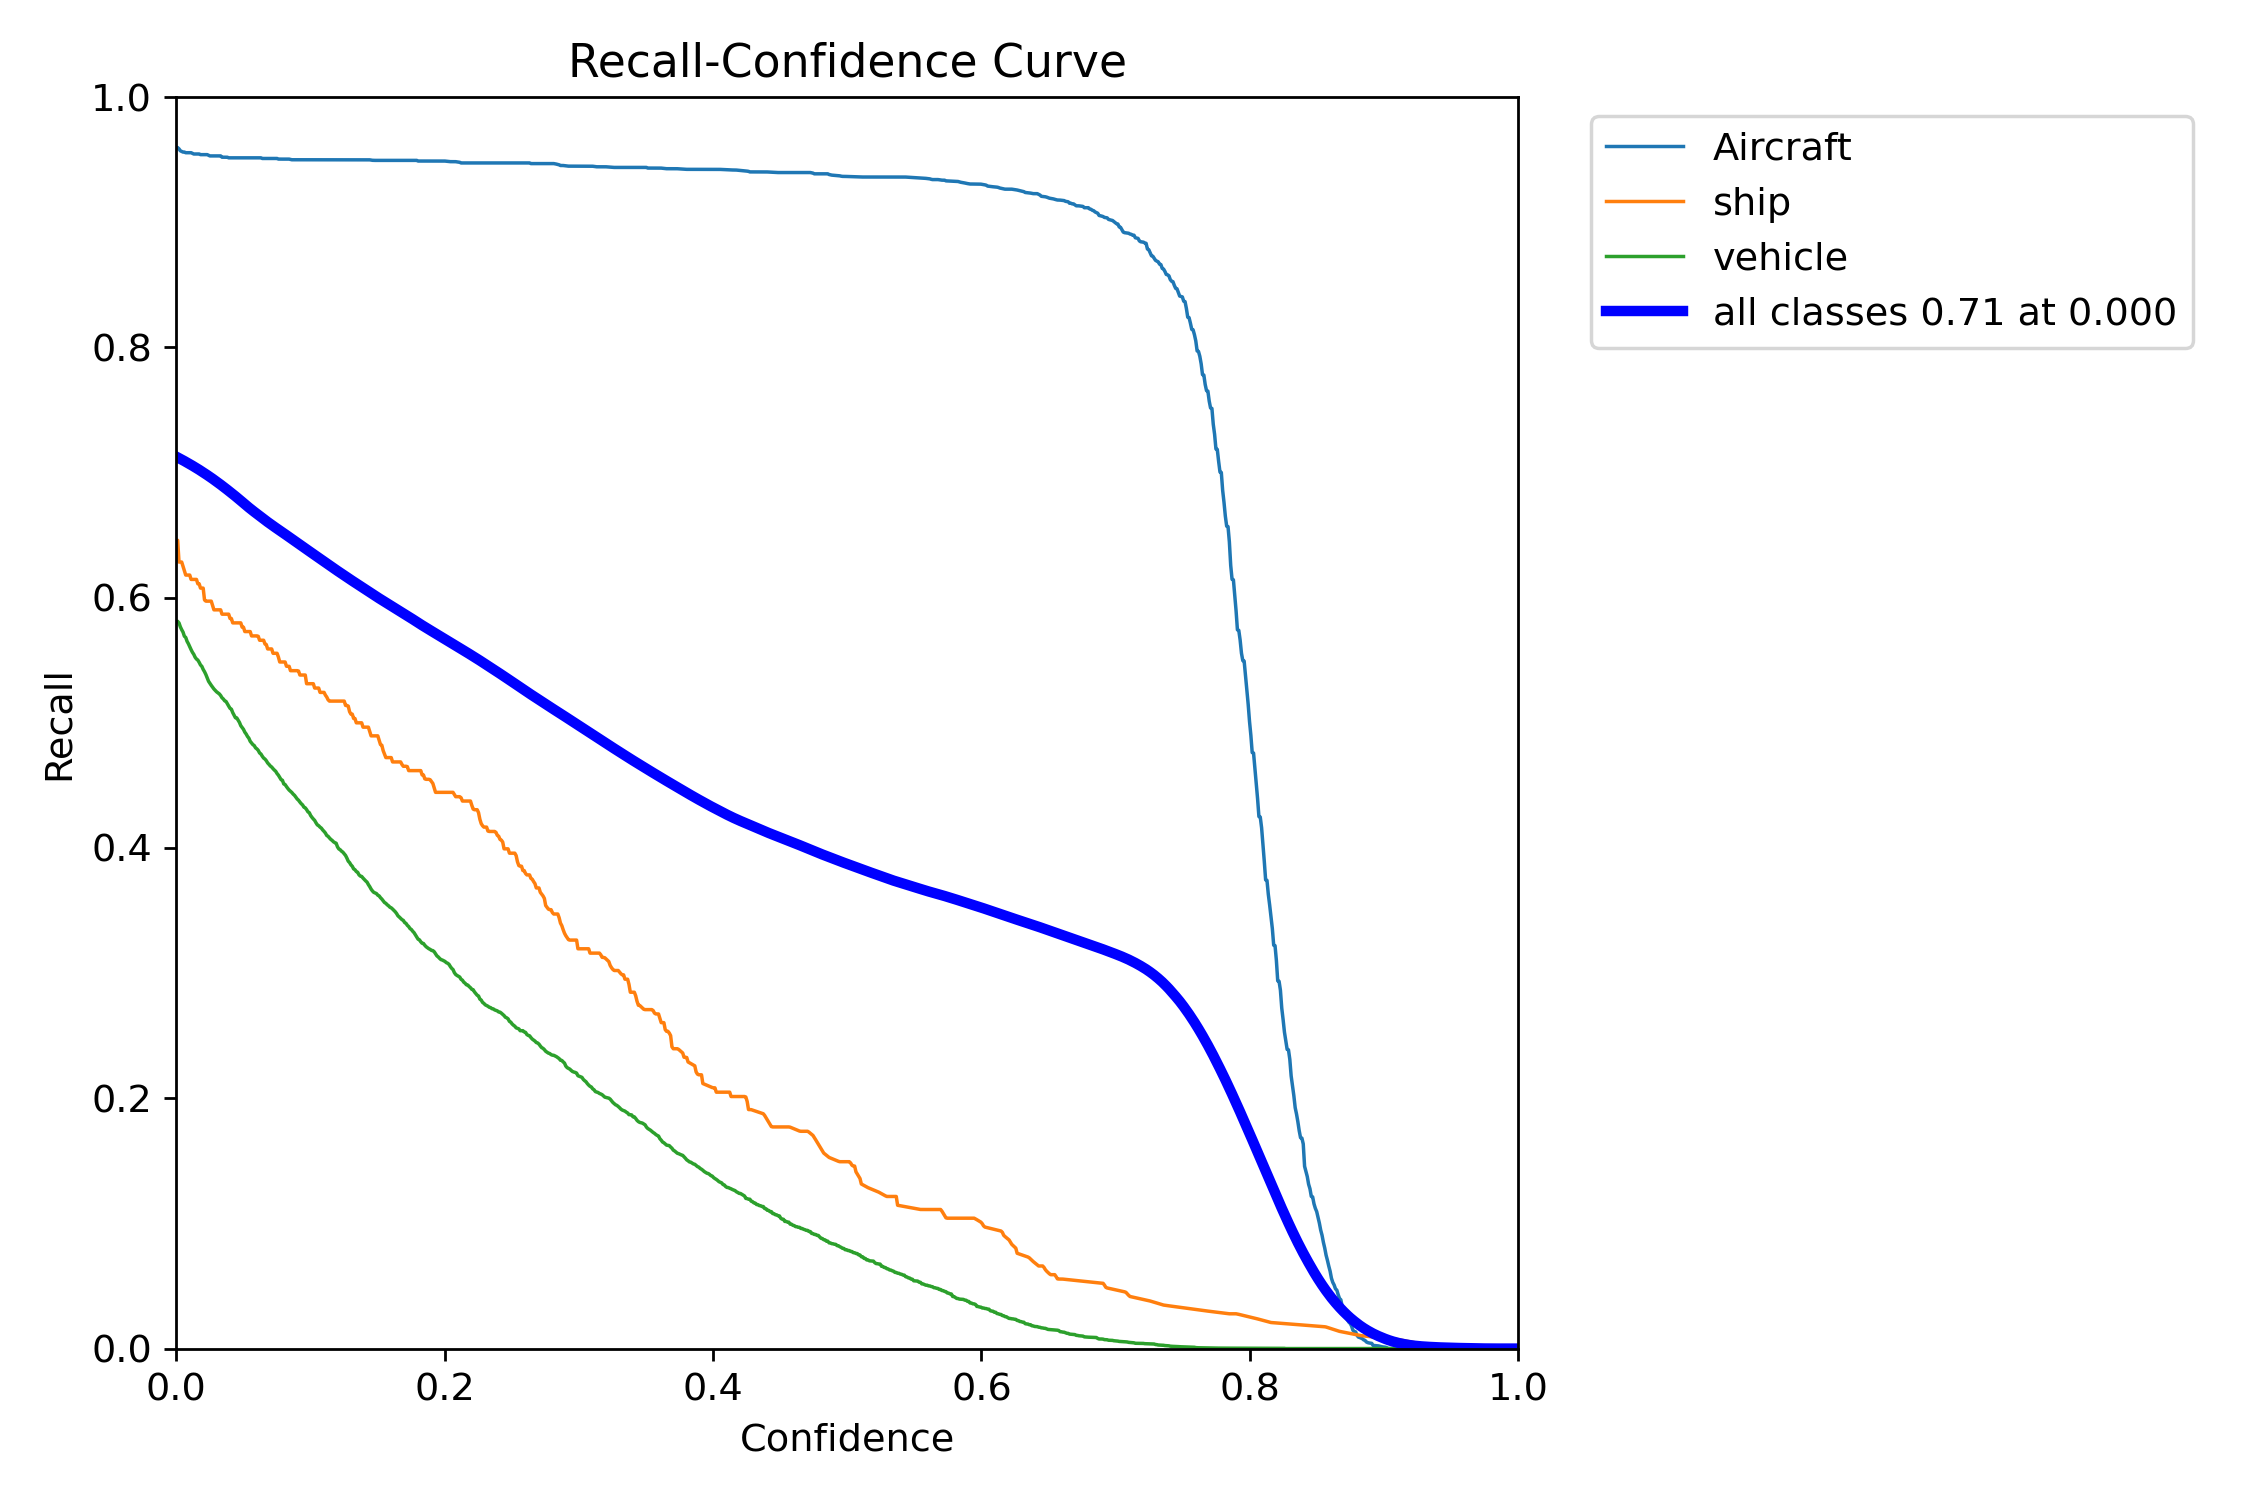 Recall-Confidence Curve
1.0
0.8
0.6
0.4
0.2
0.0
Recall
0.0 0.2 0.4 0.6 0.8 1.0
Confidence
Aircraft
ship
vehicle
all classes 0.71 at 0.000